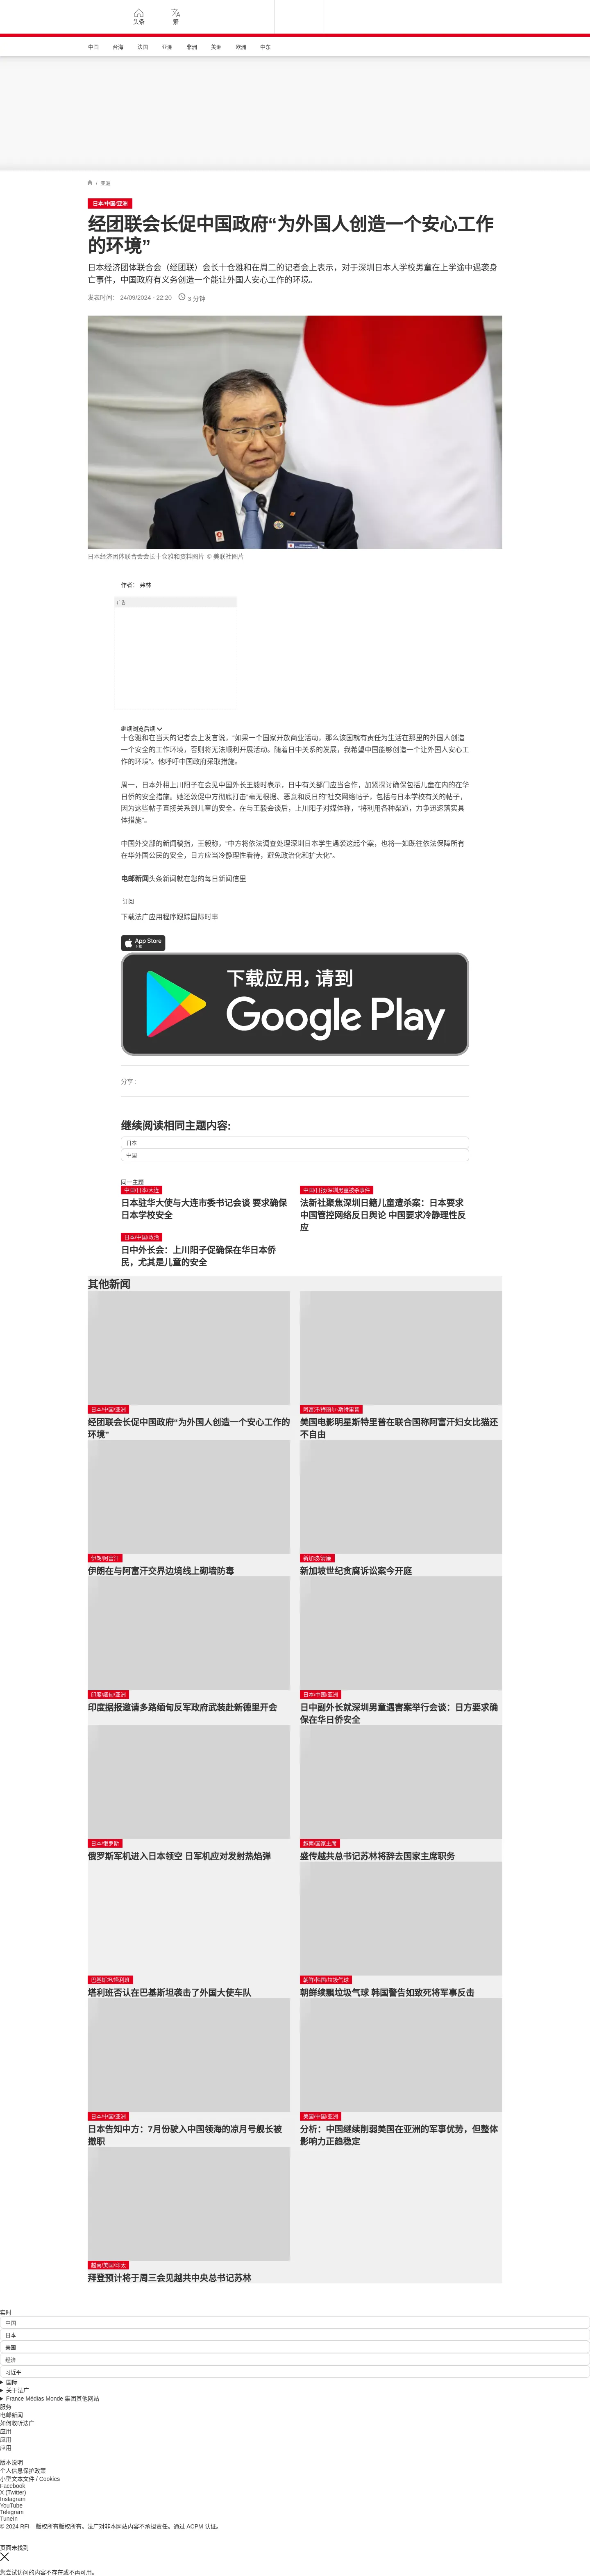 头条
繁
中国
台海
法国
亚洲
非洲
美洲
欧洲
中东
/ 亚洲
日本/中国/亚洲
经团联会长促中国政府“为外国人创造一个安心工作
的环境”
日本经济团体联合会（经团联）会长十仓雅和在周二的记者会上表示，对于深圳日本人学校男童在上学途中遇袭身
亡事件，中国政府有义务创造一个能让外国人安心工作的环境。
发表时间： 24/09/2024 - 22:20
3 分钟
日本经济团体联合会会长十仓雅和资料图片 © 美联社图片
作者： 弗林
广告
继续浏览后续
十仓雅和在当天的记者会上发言说，“如果一个国家开放商业活动，那么该国就有责任为生活在那里的外国人创造
一个安全的工作环境，否则将无法顺利开展活动。随着日中关系的发展，我希望中国能够创造一个让外国人安心工
作的环境”。他呼吁中国政府采取措施。
周一，日本外相上川阳子在会见中国外长王毅时表示，日中有关部门应当合作，加紧探讨确保包括儿童在内的在华
日侨的安全措施。她还敦促中方彻底打击“毫无根据、恶意和反日的”社交网络帖子，包括与日本学校有关的帖子，
因为这些帖子直接关系到儿童的安全。在与王毅会谈后，上川阳子对媒体称，“将利用各种渠道，力争迅速落实具
体措施”。
中国外交部的新闻稿指，王毅称，“中方将依法调查处理深圳日本学生遇袭这起个案，也将一如既往依法保障所有
在华外国公民的安全，日方应当冷静理性看待，避免政治化和扩大化”。
电邮新闻头条新闻就在您的每日新闻信里
订阅
下载法广应用程序跟踪国际时事
App Store
下载
下载应用，请到
Google Play
分享 :
继续阅读相同主题内容:
日本
中国
同一主题
中国/日本/大连
日本驻华大使与大连市委书记会谈 要求确保
日本学校安全
中国/日报/深圳男童被杀事件
法新社聚焦深圳日籍儿童遭杀案：日本要求
中国管控网络反日舆论 中国要求冷静理性反
应
日本/中国/政治
日中外长会：上川阳子促确保在华日本侨
民，尤其是儿童的安全
其他新闻
日本/中国/亚洲
经团联会长促中国政府“为外国人创造一个安心工作的
环境”
阿富汗/梅丽尔·斯特里普
美国电影明星斯特里普在联合国称阿富汗妇女比猫还
不自由
伊朗/阿富汗
伊朗在与阿富汗交界边境线上砌墙防毒
新加坡/清廉
新加坡世纪贪腐诉讼案今开庭
印度/缅甸/亚洲
印度据报邀请多路缅甸反军政府武装赴新德里开会
日本/中国/亚洲
日中副外长就深圳男童遇害案举行会谈：日方要求确
保在华日侨安全
日本/俄罗斯
俄罗斯军机进入日本领空 日军机应对发射热焰弹
越南/国家主席
盛传越共总书记苏林将辞去国家主席职务
巴基斯坦/塔利班
塔利班否认在巴基斯坦袭击了外国大使车队
朝鲜/韩国/垃圾气球
朝鲜续飘垃圾气球 韩国警告如致死将军事反击
日本/中国/亚洲
日本告知中方：7月份驶入中国领海的凉月号舰长被
撤职
美国/中国/亚洲
分析：中国继续削弱美国在亚洲的军事优势，但整体
影响力正趋稳定
越南/美国/印太
拜登预计将于周三会见越共中央总书记苏林
实时
中国
日本
美国
经济
习近平
国际
关于法广
France Médias Monde 集团其他网站
服务
电邮新闻
如何收听法广
应用
应用
应用
版本说明
个人信息保护政策
小型文本文件 / Cookies
Facebook
X (Twitter)
Instagram
YouTube
Telegram
TuneIn
© 2024 RFI – 版权所有版权所有。法广对非本网站内容不承担责任。通过 ACPM 认证。
页面未找到
您尝试访问的内容不存在或不再可用。